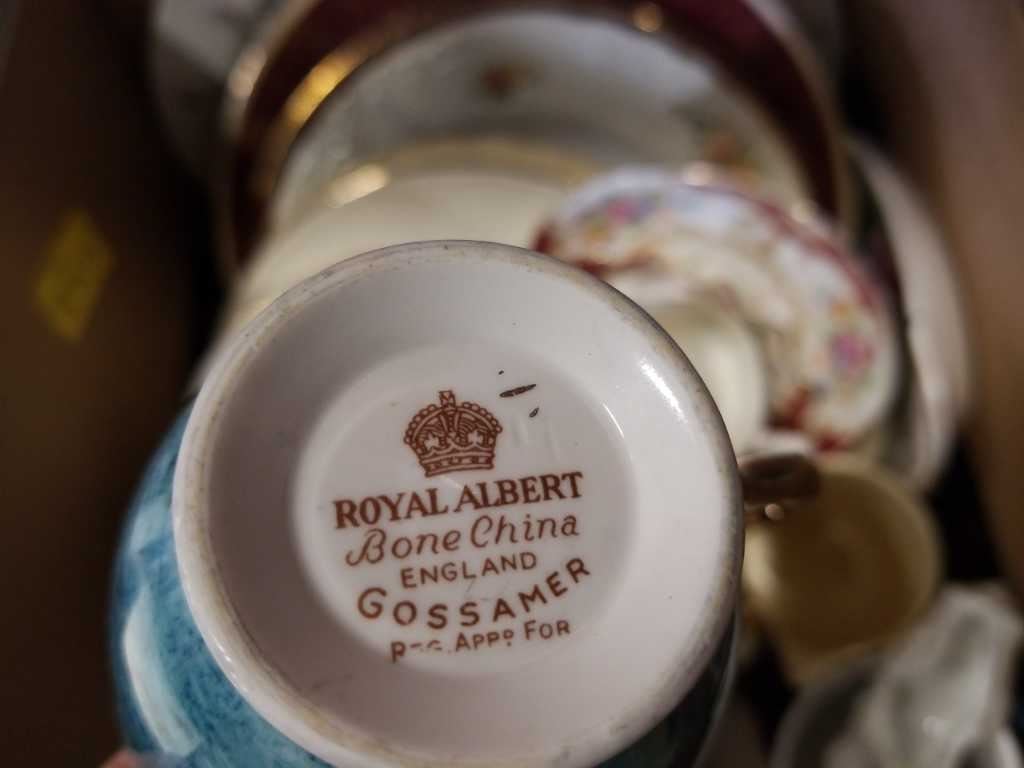 ROYAL ALBERT
Bone China
ENGLAND
GOSSAMER
REG. APPD FOR